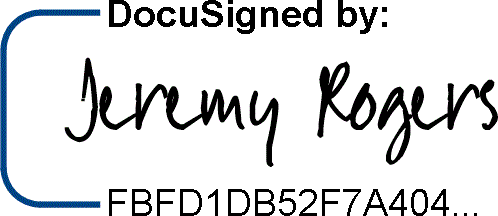 DocuSigned by:
Jeremy Rogers
FBFD1DB52F7A404...